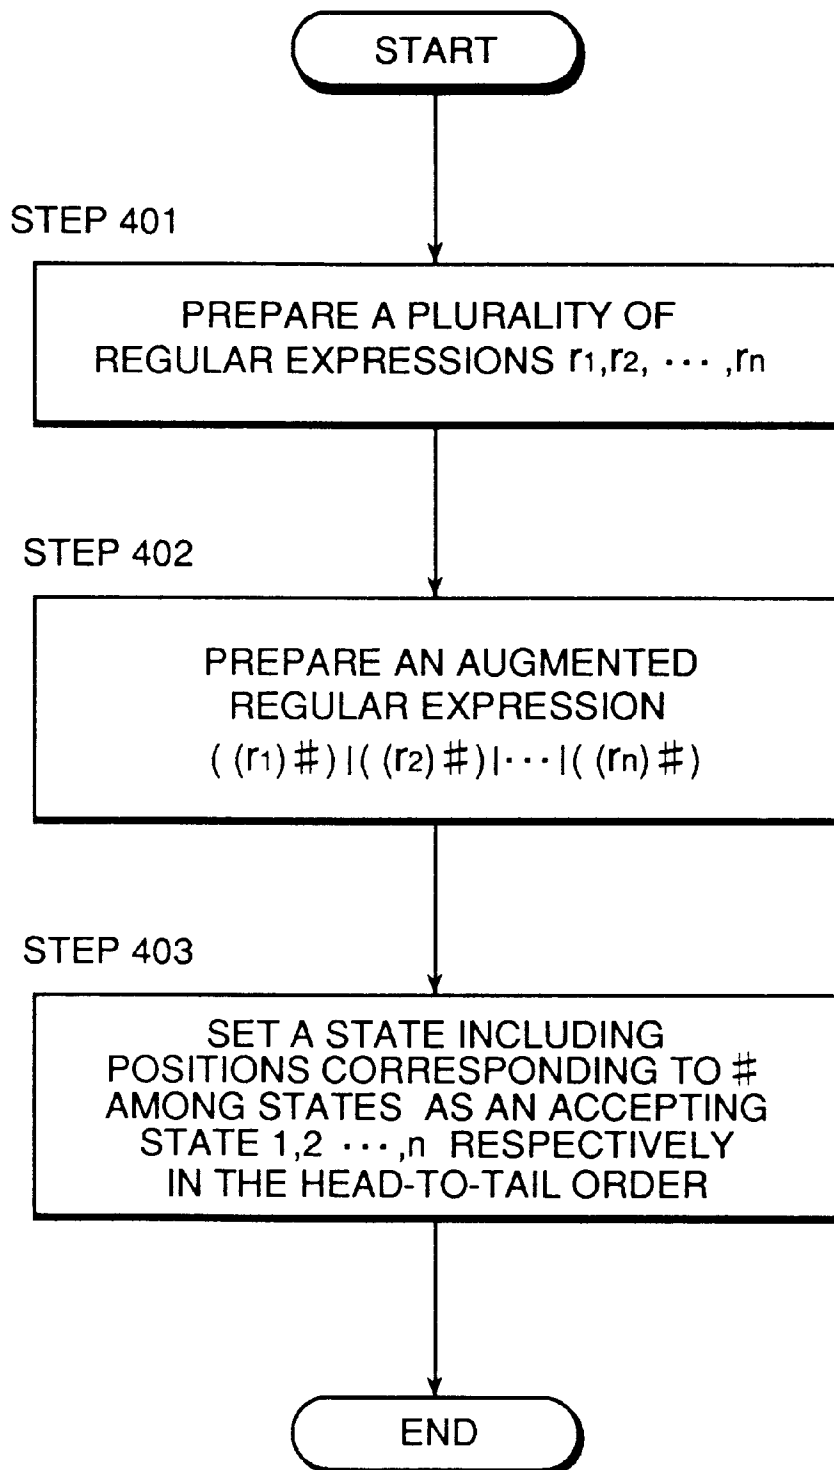 START
STEP 401
PREPARE A PLURALITY OF
REGULAR EXPRESSIONS r1,r2, ··· ,rn
STEP 402
PREPARE AN AUGMENTED
REGULAR EXPRESSION
( (r1) # ) | ( (r2) # ) | ··· | ( (rn) # )
STEP 403
SET A STATE INCLUDING
POSITIONS CORRESPONDING TO #
AMONG STATES AS AN ACCEPTING
STATE 1,2 ··· ,n RESPECTIVELY
IN THE HEAD-TO-TAIL ORDER
END